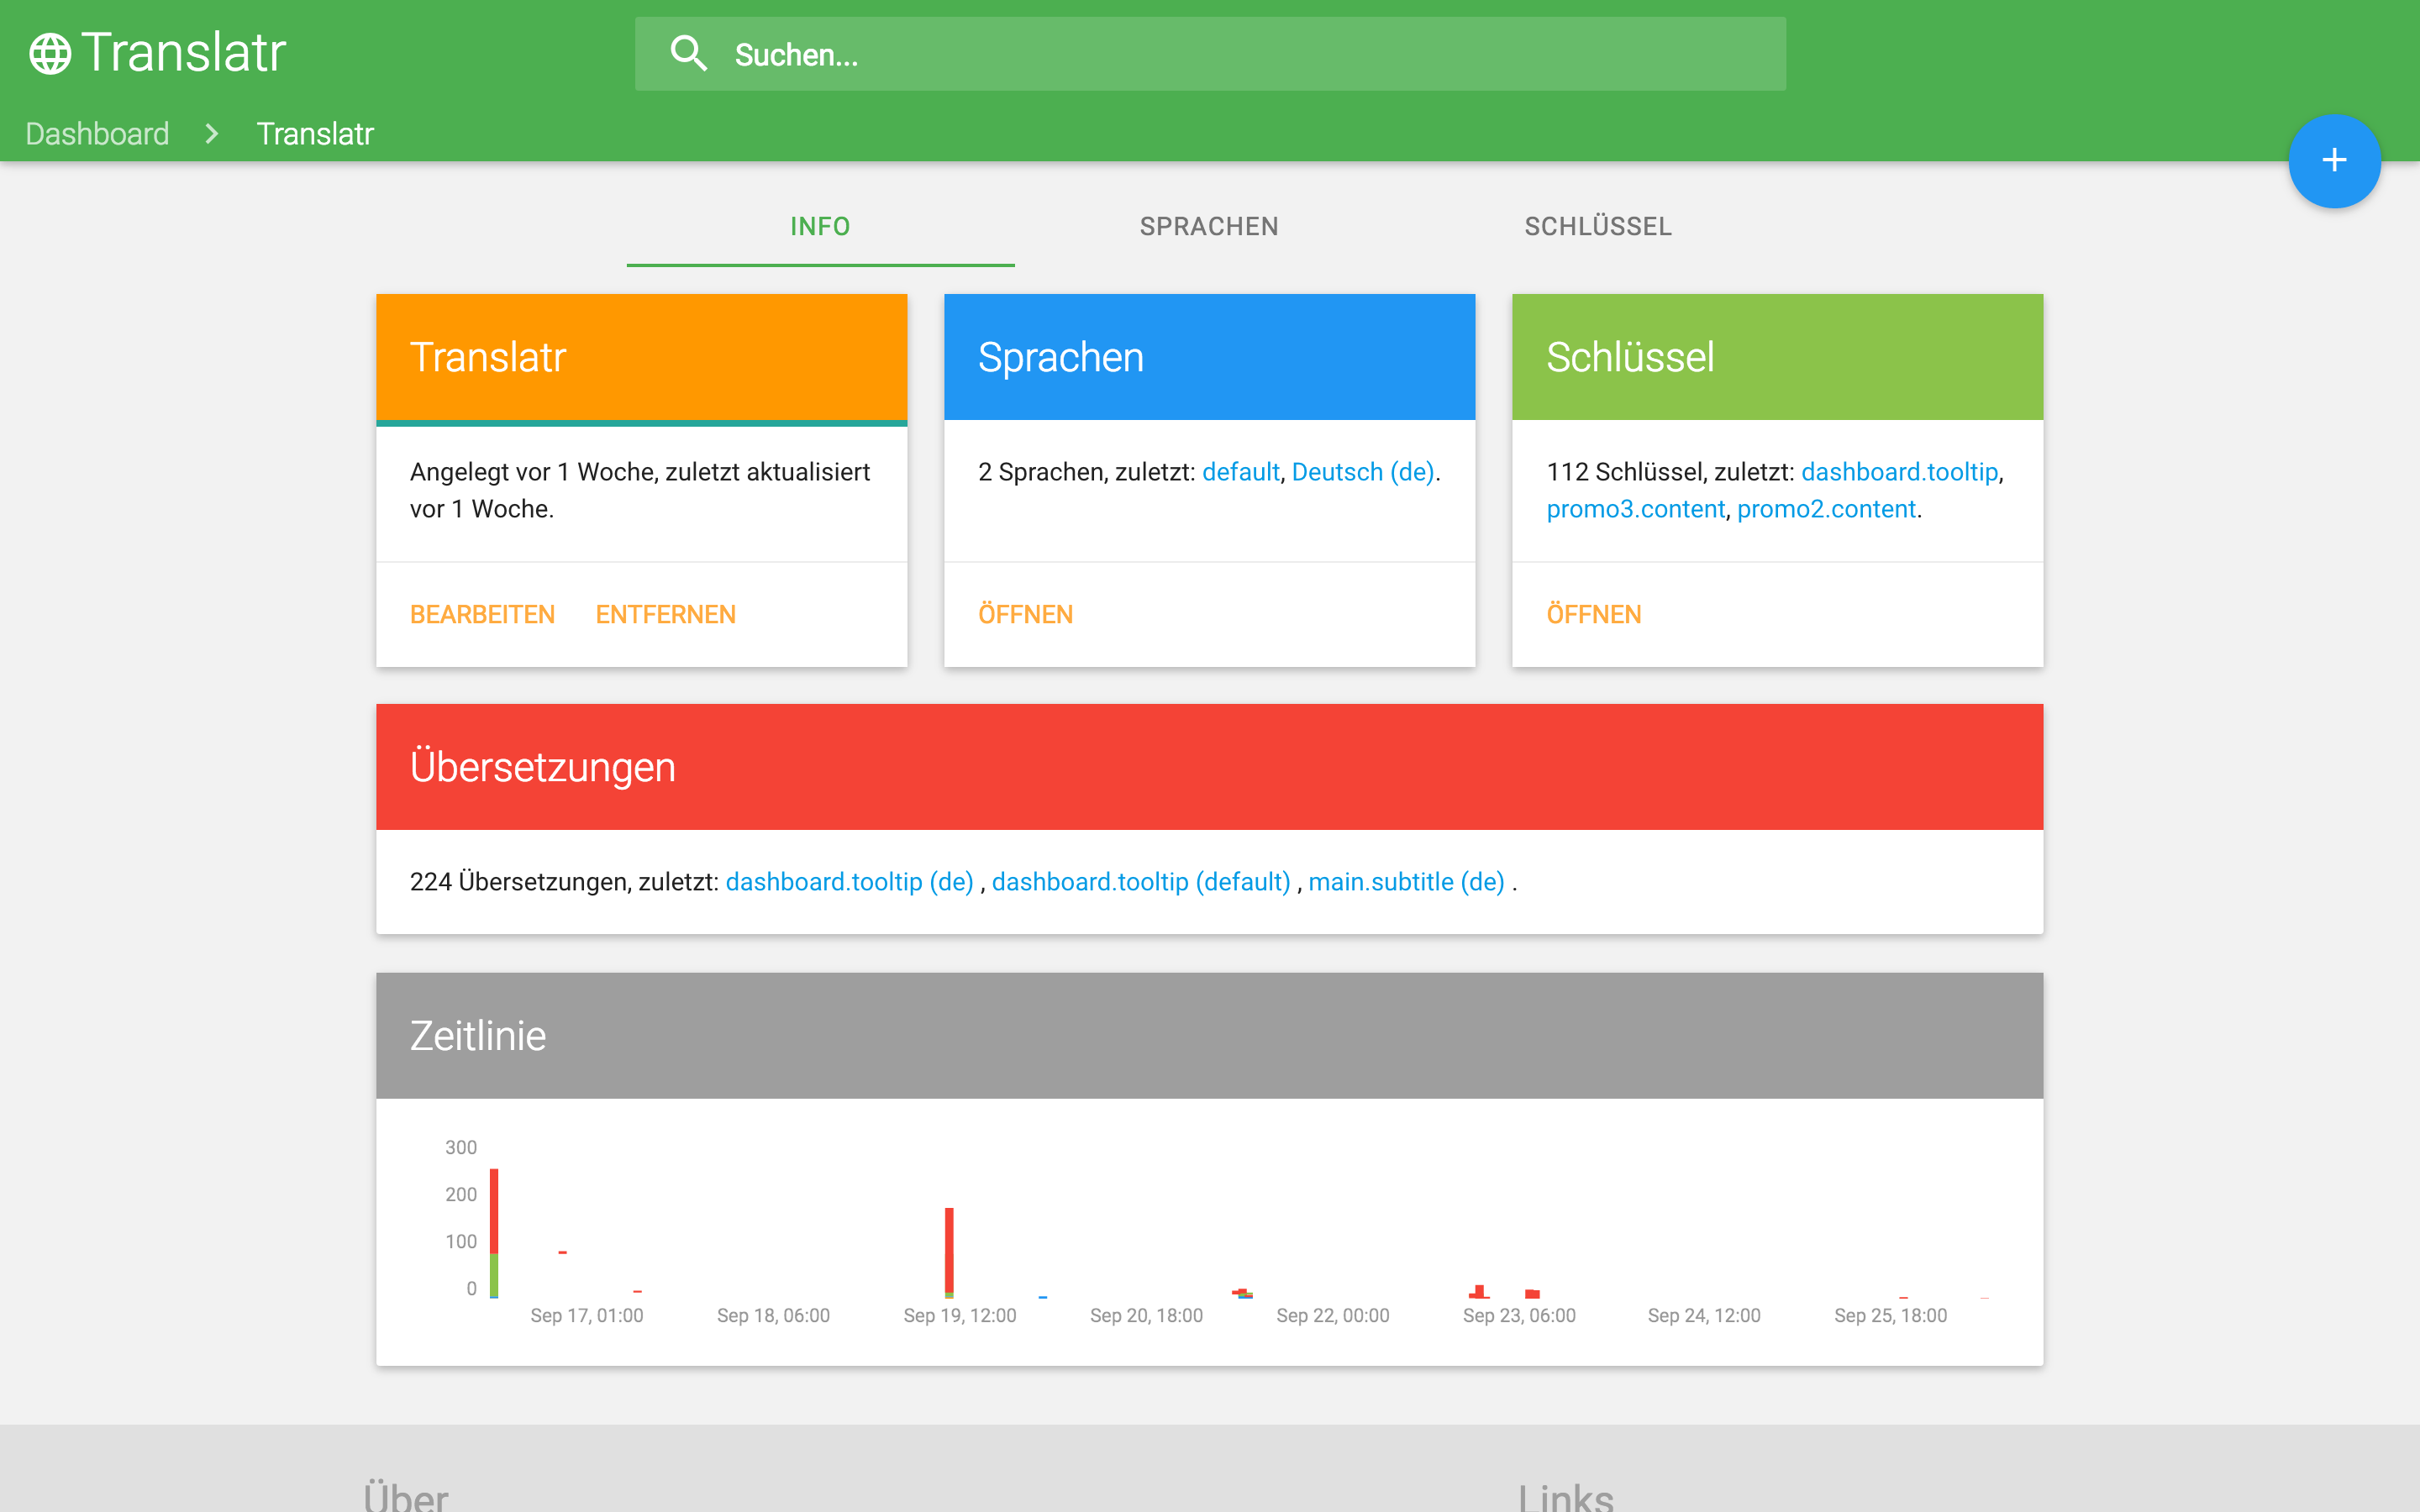 Translatr
Suchen...
Dashboard Translatr
INFO SPRACHEN SCHLÜSSEL
Translatr
Angelegt vor 1 Woche, zuletzt aktualisiert
vor 1 Woche.
BEARBEITEN ENTFERNEN
Sprachen
2 Sprachen, zuletzt: default, Deutsch (de).
ÖFFNEN
Schlüssel
112 Schlüssel, zuletzt: dashboard.tooltip,
promo3.content, promo2.content.
ÖFFNEN
Übersetzungen
224 Übersetzungen, zuletzt: dashboard.tooltip (de) , dashboard.tooltip (default) , main.subtitle (de) .
Zeitlinie
300
200
100
0
Sep 17, 01:00 Sep 18, 06:00 Sep 19, 12:00 Sep 20, 18:00 Sep 22, 00:00 Sep 23, 06:00 Sep 24, 12:00 Sep 25, 18:00
Über Links